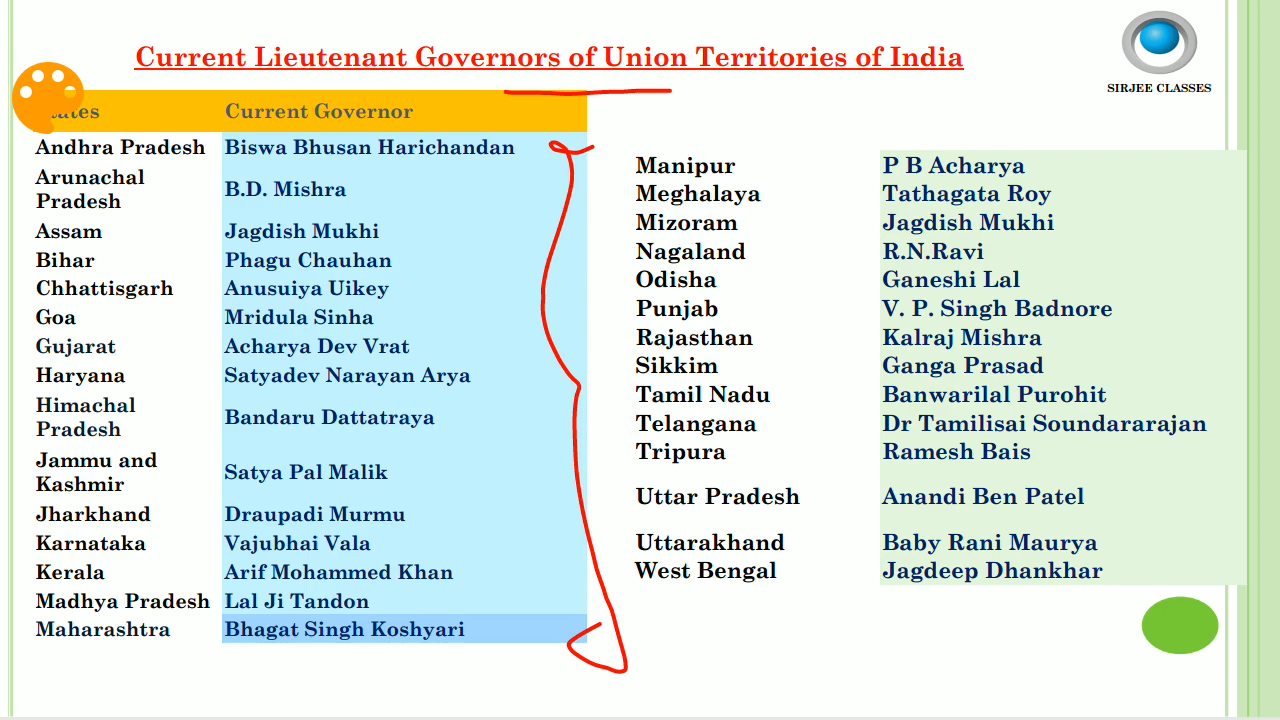 Current Lieutenant Governors of Union Territories of India
SIRJEE CLASSES
Current Governor
Andhra Pradesh Biswa Bhusan Harichandan
Arunachal
Pradesh B.D. Mishra
Assam Jagdish Mukhi
Bihar Phagu Chauhan
Chhattisgarh Anusuiya Uikey
Goa Mridula Sinha
Gujarat Acharya Dev Vrat
Haryana Satyadev Narayan Arya
Himachal
Pradesh Bandaru Dattatraya
Jammu and
Kashmir Satya Pal Malik
Jharkhand Draupadi Murmu
Karnataka Vajubhai Vala
Kerala Arif Mohammed Khan
Madhya Pradesh Lal Ji Tandon
Maharashtra Bhagat Singh Koshyari
Manipur P B Acharya
Meghalaya Tathagata Roy
Mizoram Jagdish Mukhi
Nagaland R.N.Ravi
Odisha Ganeshi Lal
Punjab V. P. Singh Badnore
Rajasthan Kalraj Mishra
Sikkim Ganga Prasad
Tamil Nadu Banwarilal Purohit
Telangana Dr Tamilisai Soundararajan
Tripura Ramesh Bais
Uttar Pradesh Anandi Ben Patel
Uttarakhand Baby Rani Maurya
West Bengal Jagdeep Dhankhar